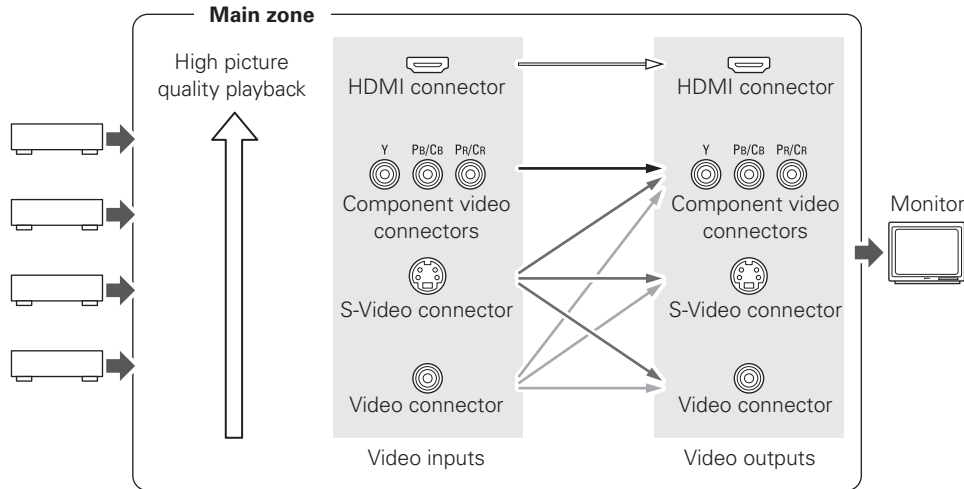 Main zone
High picture
quality playback
HDMI connector
Y PB/CB PR/CR
Component video
connectors
S-Video connector
Video connector
Video inputs
HDMI connector
Y PB/CB PR/CR
Component video
connectors
S-Video connector
Video connector
Video outputs
Monitor